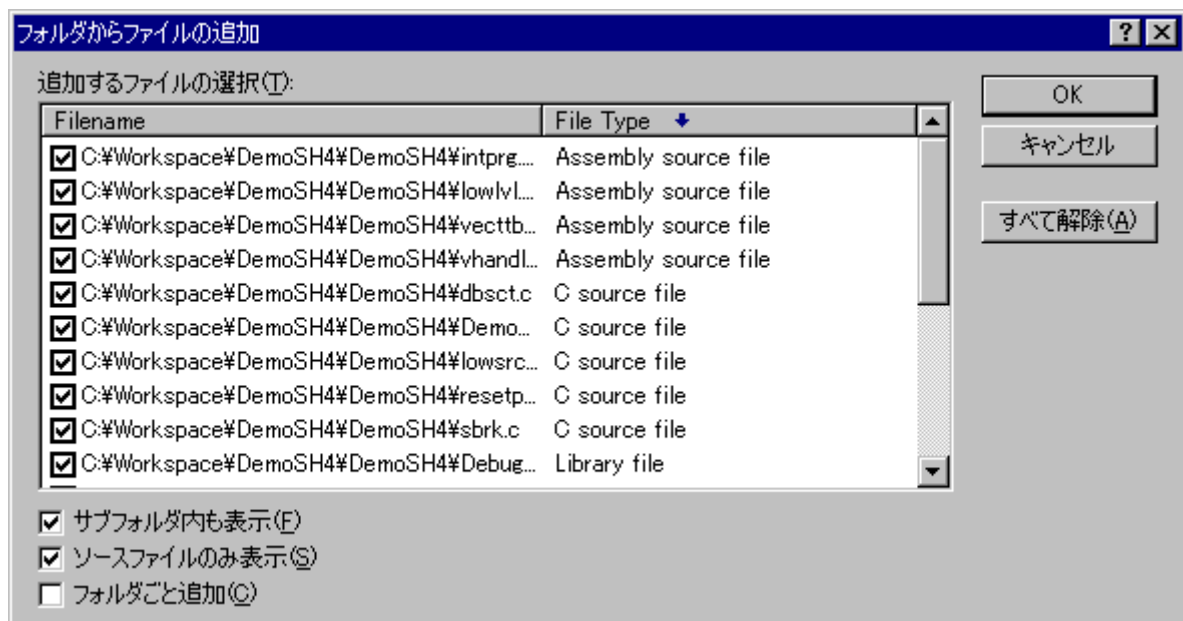 フォルダからファイルの追加
追加するファイルの選択(T):
OK
Filename File Type
キャンセル
C:¥Workspace¥DemoSH4¥DemoSH4¥intprg.... Assembly source file
C:¥Workspace¥DemoSH4¥DemoSH4¥lowlvl.... Assembly source file
すべて解除(A)
C:¥Workspace¥DemoSH4¥DemoSH4¥vecttb... Assembly source file
C:¥Workspace¥DemoSH4¥DemoSH4¥vhandl... Assembly source file
C:¥Workspace¥DemoSH4¥DemoSH4¥dbsct.c C source file
C:¥Workspace¥DemoSH4¥DemoSH4¥Demo... C source file
C:¥Workspace¥DemoSH4¥DemoSH4¥lowsrc... C source file
C:¥Workspace¥DemoSH4¥DemoSH4¥resetp... C source file
C:¥Workspace¥DemoSH4¥DemoSH4¥sbrk.c C source file
C:¥Workspace¥DemoSH4¥DemoSH4¥Debug... Library file
サブフォルダ内も表示(F)
ソースファイルのみ表示(S)
フォルダごと追加(C)